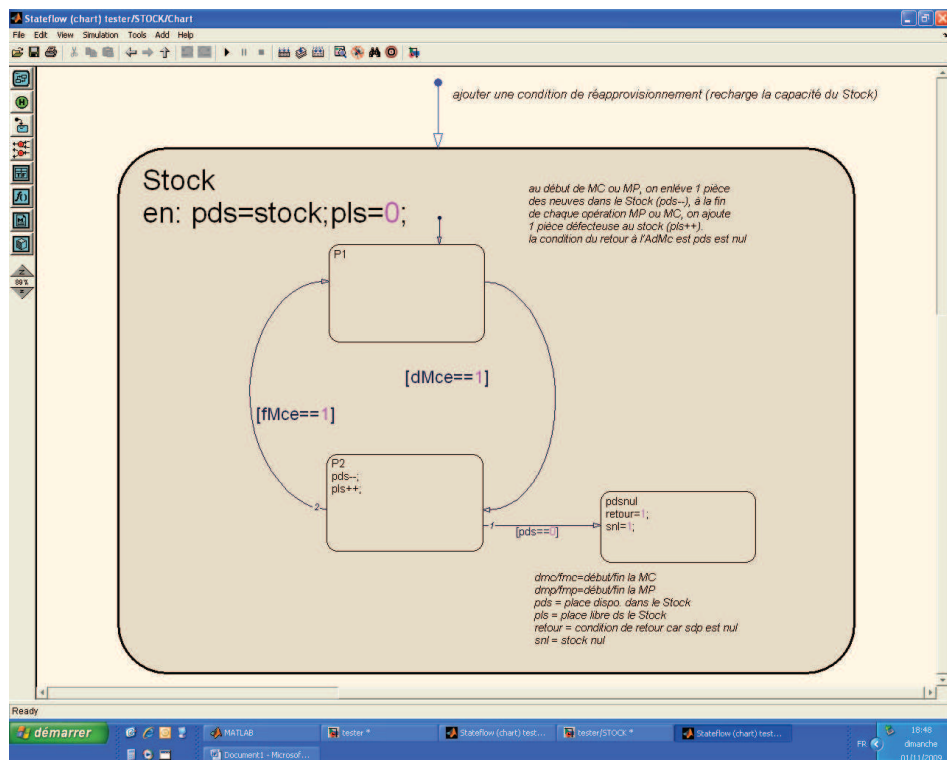 Stateflow (chart) tester/STOCK/Chart
File Edit View Simulation Tools Add Help
ajouter une condition de réapprovisionnement (recharge la capacité du Stock)
Stock
en: pds=stock;pls=0;
au début de MC ou MP, on enléve 1 pièce
des neuves dans le Stock (pds--), à la fin
de chaque opération MP ou MC, on ajoute
1 pièce défecteuse au stock (pls++).
la condition du retour à l'AdMc est pds est nul
P1
89%
[dMce==1]
[fMce==1]
P2
pds--;
pls++;
2
1
[pds==0]
pdsnul
retour=1;
snl=1;
dmc/fmc=début/fin la MC
dmp/fmp=début/fin la MP
pds = place dispo. dans le Stock
pls = place libre ds le Stock
retour = condition de retour car sdp est nul
snl = stock nul
Ready
démarrer
MATLAB
tester *
Stateflow (chart) test...
tester/STOCK *
Stateflow (chart) test...
Document1 - Microsof...
FR
18:48
dimanche
01/11/2009